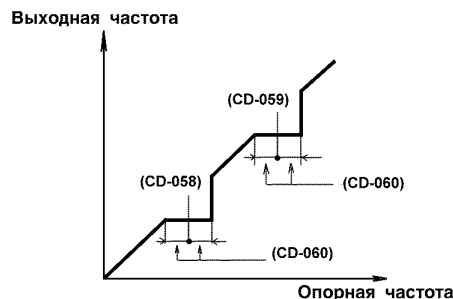 Выходная частота
(CD-059)
(CD-058)
(CD-060)
(CD-060)
Опорная частота